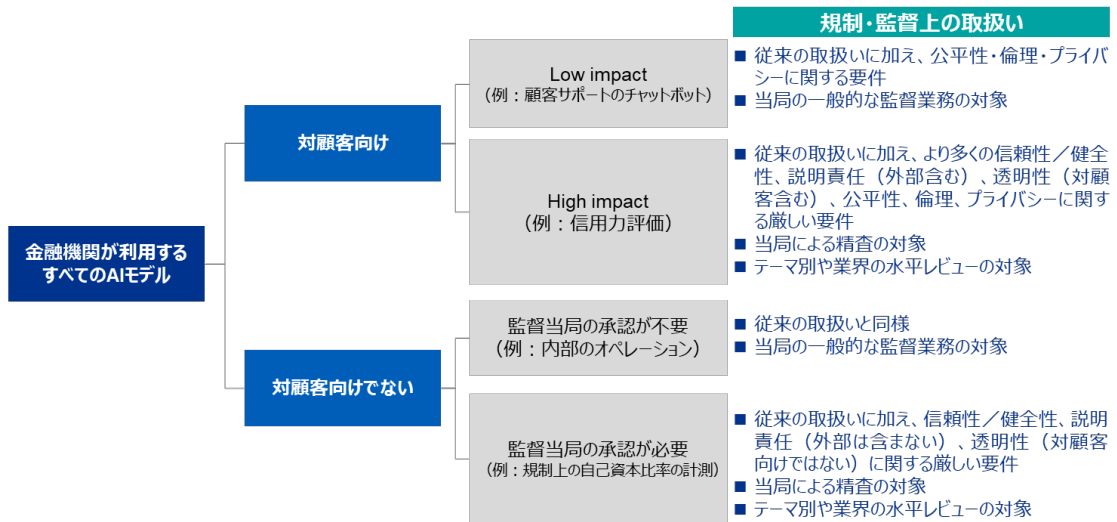 規制・監督上の取扱い
金融機関が利用する
すべてのAIモデル
対顧客向け
Low impact
（例：顧客サポートのチャットボット）
■ 従来の取扱いに加え、公平性・倫理・プライバ
シーに関する要件
■ 当局の一般的な監督業務の対象
High impact
（例：信用力評価）
■ 従来の取扱いに加え、より多くの信頼性／健全
性、説明責任（外部含む）、透明性（対顧
客含む）、公平性、倫理、プライバシーに関す
る厳しい要件
■ 当局による精査の対象
■ テーマ別や業界の水平レビューの対象
対顧客向けでない
監督当局の承認が不要
（例：内部のオペレーション）
■ 従来の取扱いと同様
■ 当局の一般的な監督業務の対象
監督当局の承認が必要
（例：規制上の自己資本比率の計測）
■ 従来の取扱いに加え、信頼性／健全性、説明
責任（外部は含まない）、透明性（対顧客
向けではない）に関する厳しい要件
■ 当局による精査の対象
■ テーマ別や業界の水平レビューの対象